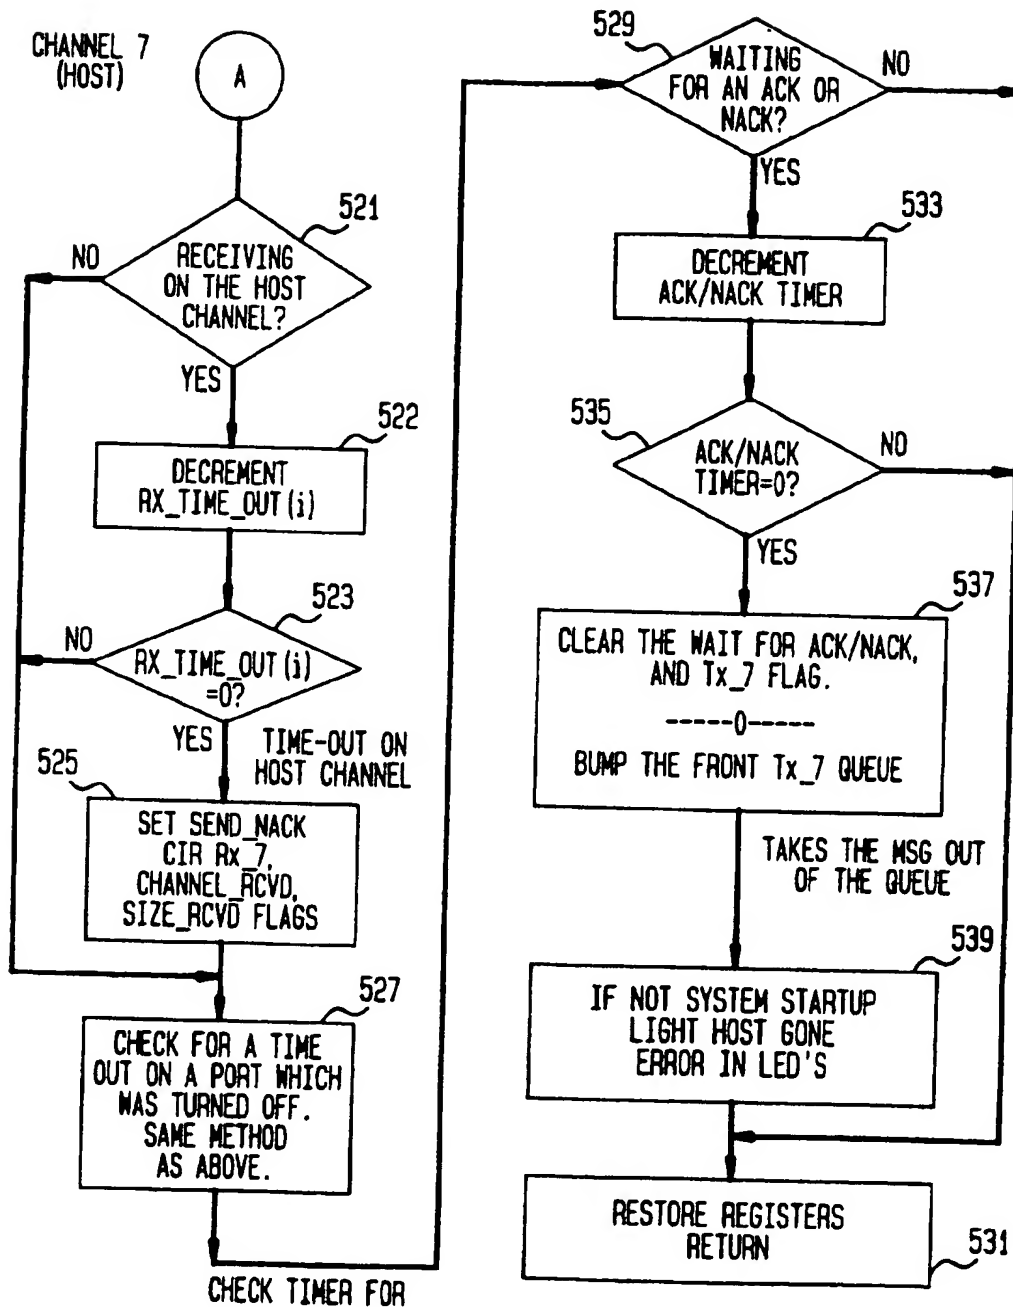 CHANNEL 7
(HOST)
A
521
RECEIVING
ON THE HOST
CHANNEL?
NO
YES
522
DECREMENT
RX_TIME_OUT(i)
523
RX_TIME_OUT(i)
=0?
NO
YES
TIME-OUT ON
HOST CHANNEL
525
SET SEND_NACK
CIR Rx_7,
CHANNEL_RCVD,
SIZE_RCVD FLAGS
527
CHECK FOR A TIME
OUT ON A PORT WHICH
WAS TURNED OFF.
SAME METHOD
AS ABOVE.
CHECK TIMER FOR
529
WAITING
FOR AN ACK OR
NACK?
NO
YES
533
DECREMENT
ACK/NACK TIMER
535
ACK/NACK
TIMER=0?
NO
YES
537
CLEAR THE WAIT FOR ACK/NACK,
AND Tx_7 FLAG.
-----0-----
BUMP THE FRONT Tx_7 QUEUE
TAKES THE MSG OUT
OF THE QUEUE
539
IF NOT SYSTEM STARTUP
LIGHT HOST GONE
ERROR IN LED'S
RESTORE REGISTERS
RETURN
531